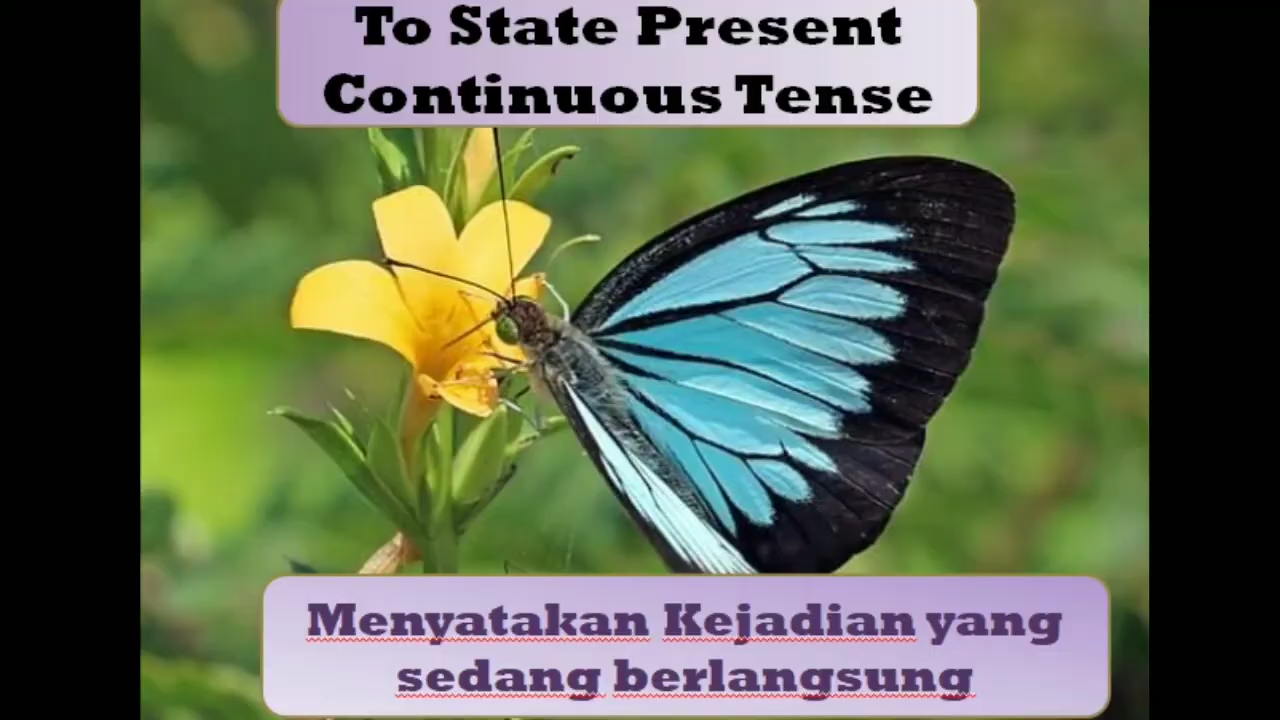 To State Present
Continuous Tense
Menyatakan Kejadian yang
sedang berlangsung